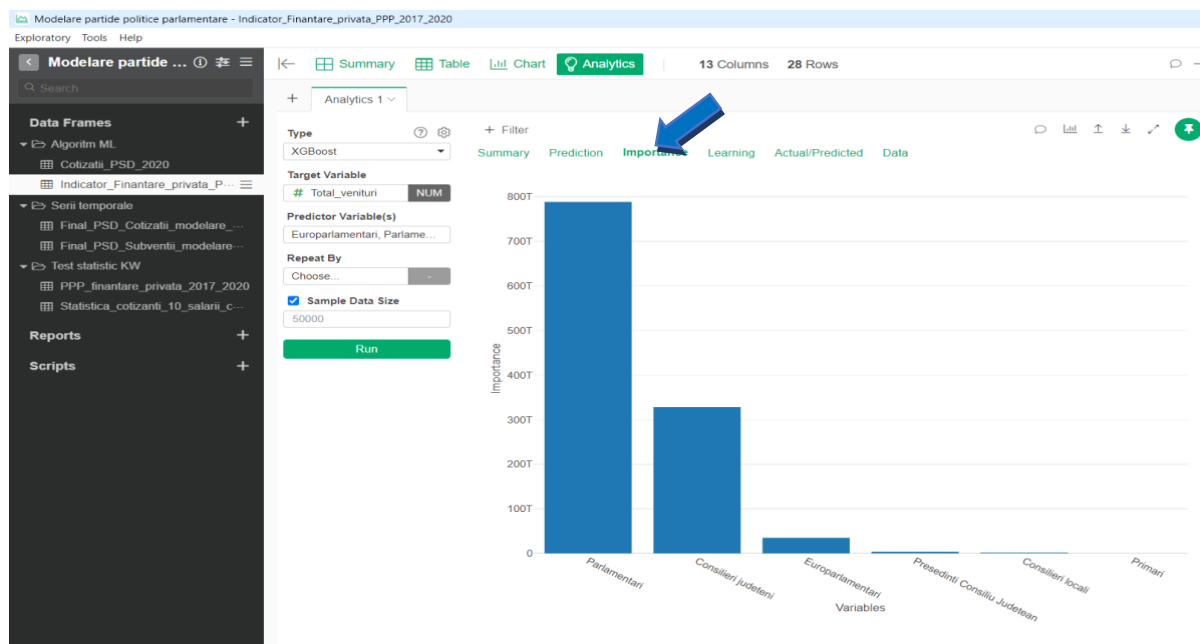 Modelare partide politice parlamentare - Indicator_Finantare_privata_PPP_2017_2020
Exploratory Tools Help
Modelare partide ...
Summary Table Chart Analytics 13 Columns 28 Rows
Search
Analytics 1
Data Frames
Algoritm ML
Cotizatii_PSD_2020
Indicator_Finantare_privata_P...
Serii temporale
Final_PSD_Cotizatii_modelare_...
Final_PSD_Subventii_modelare...
Test statistic KW
PPP_finantare_privata_2017_2020
Statistica_cotizanti_10_salarii_c...
Reports
Scripts
Type
XGBoost
Target Variable
# Total_venituri NUM
Predictor Variable(s)
Europarlamentari, Parlame...
Repeat By
Choose... -
Sample Data Size
50000
Run
+ Filter
Summary Prediction Importance Learning Actual/Predicted Data
800T
700T
600T
500T
400T
300T
200T
100T
0
Importance
Parlamentari
Consilieri judeteni
Europarlamentari
Presedinti Consiliu Judetean
Consilieri locali
Primari
Variables